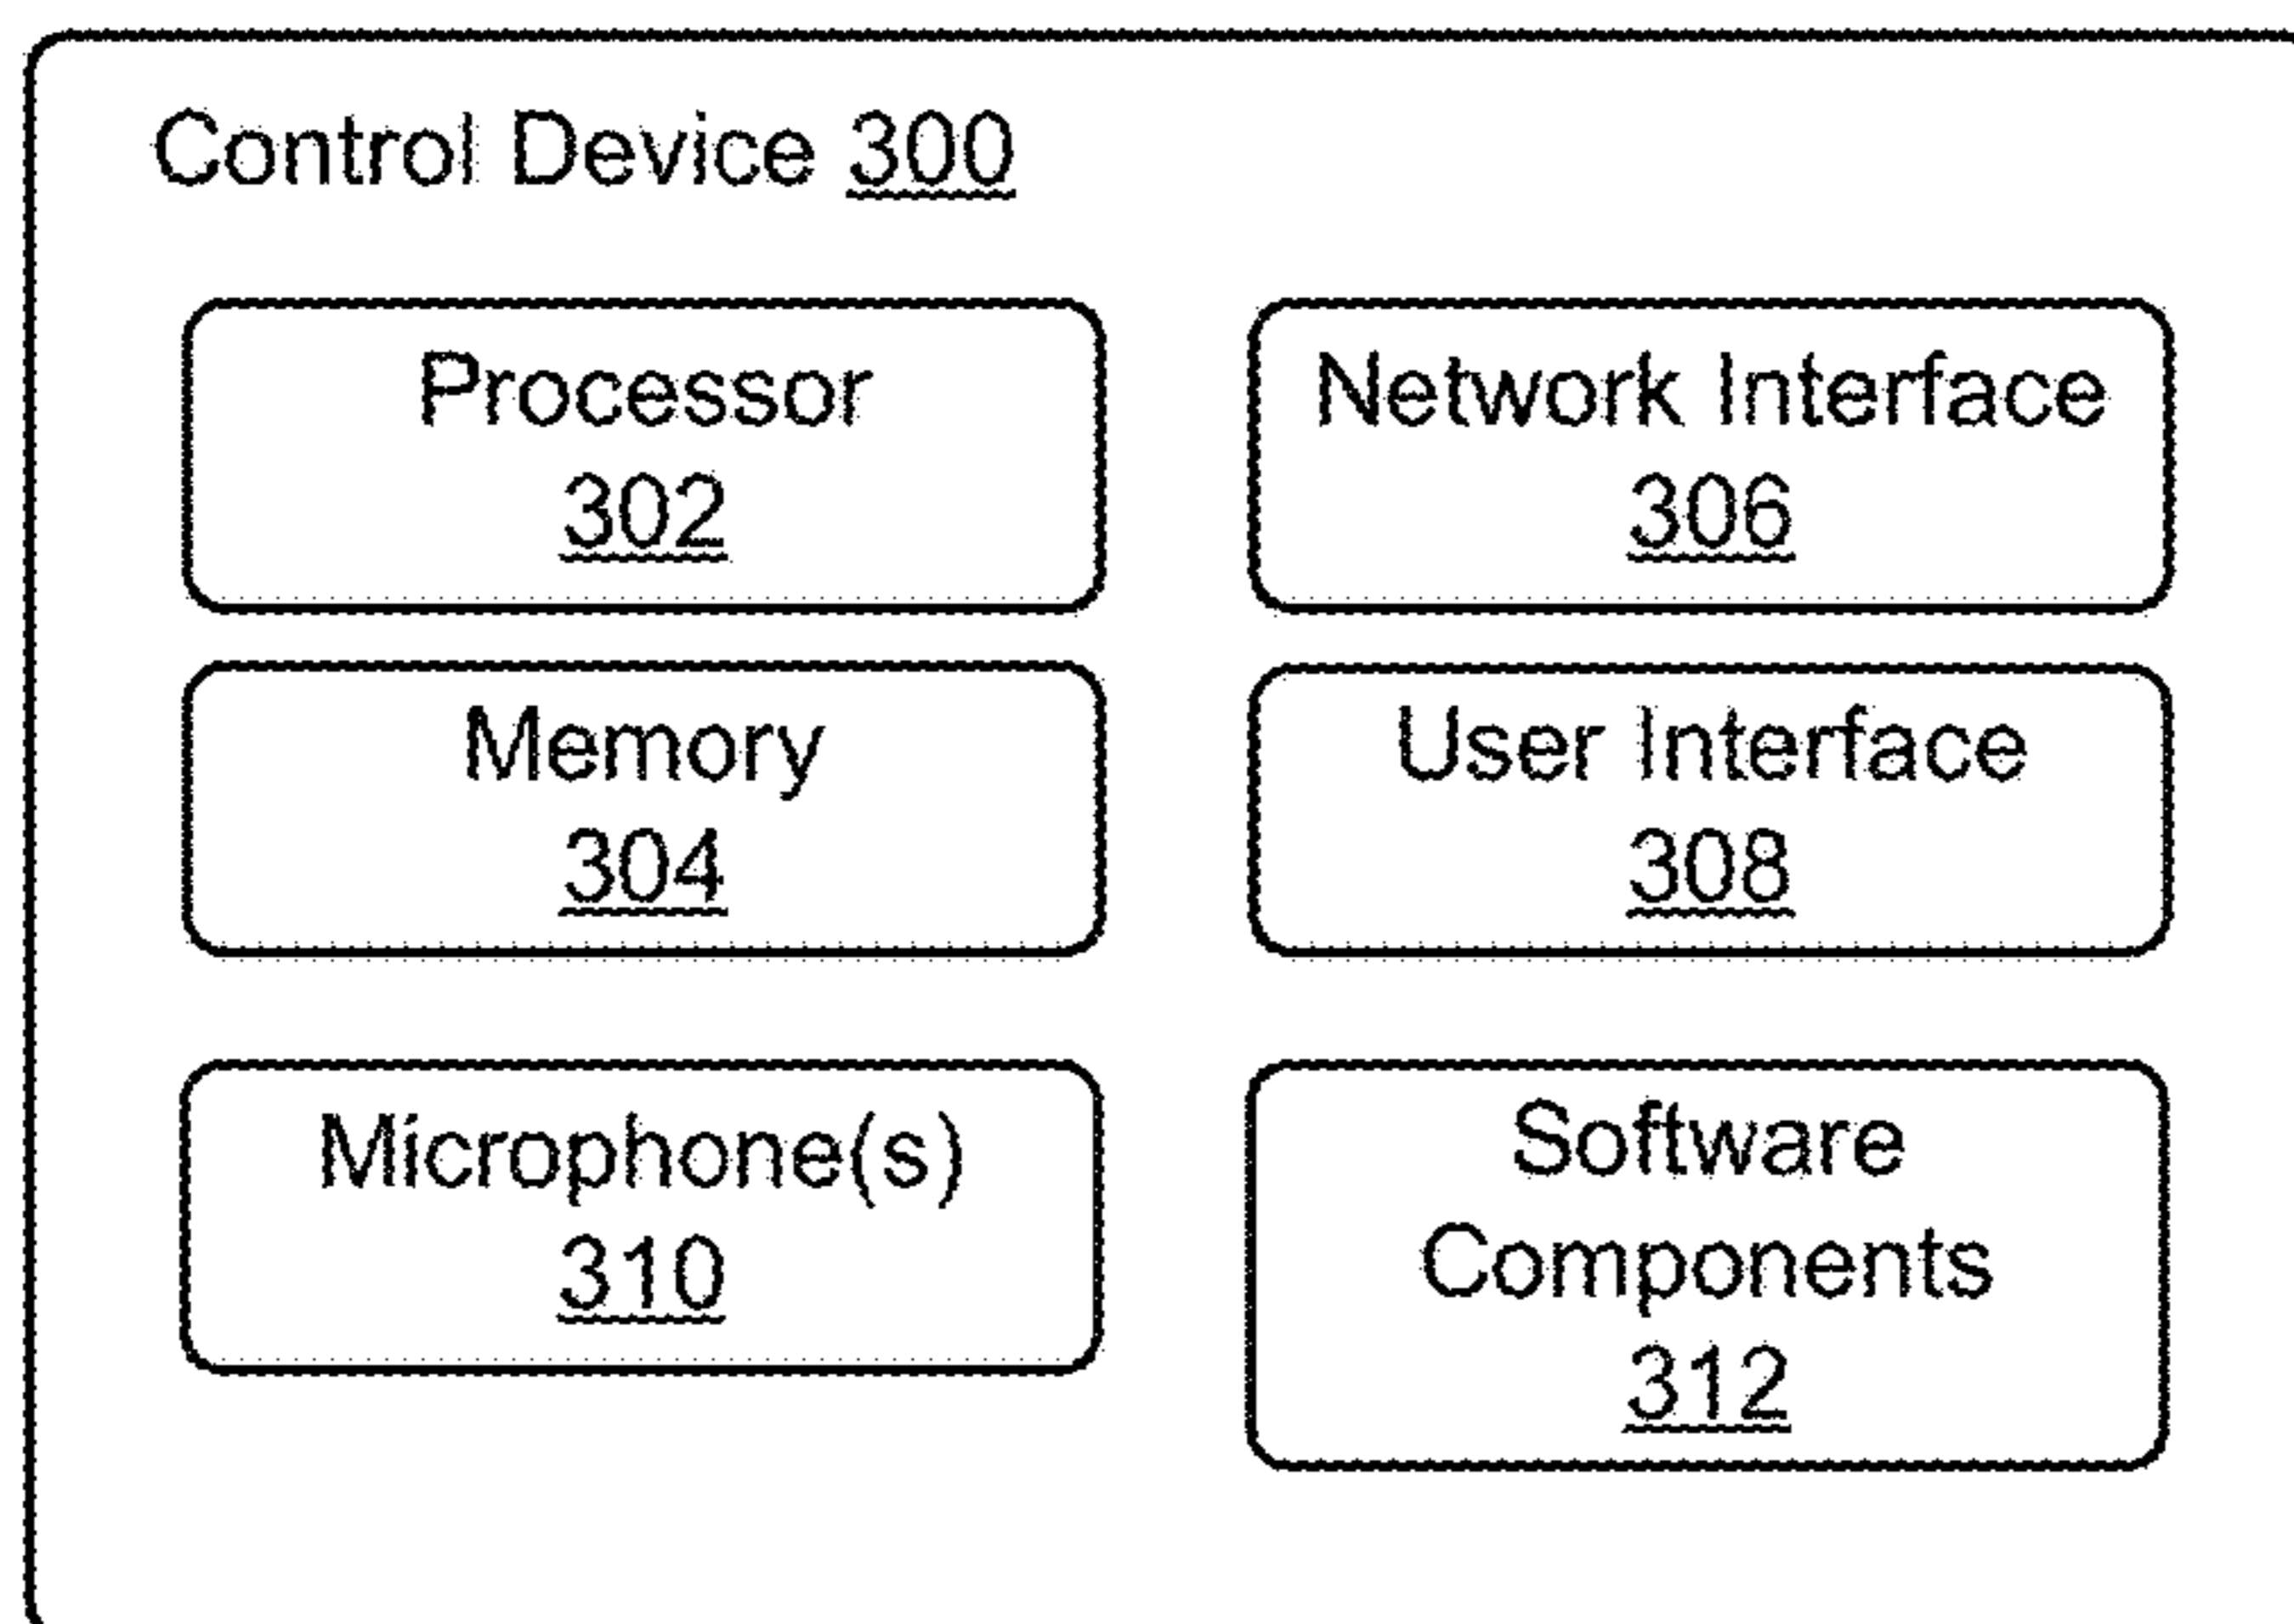 Control Device 300
Processor
302
Network Interface
306
Memory
304
User Interface
308
Microphone(s)
310
Software
Components
312